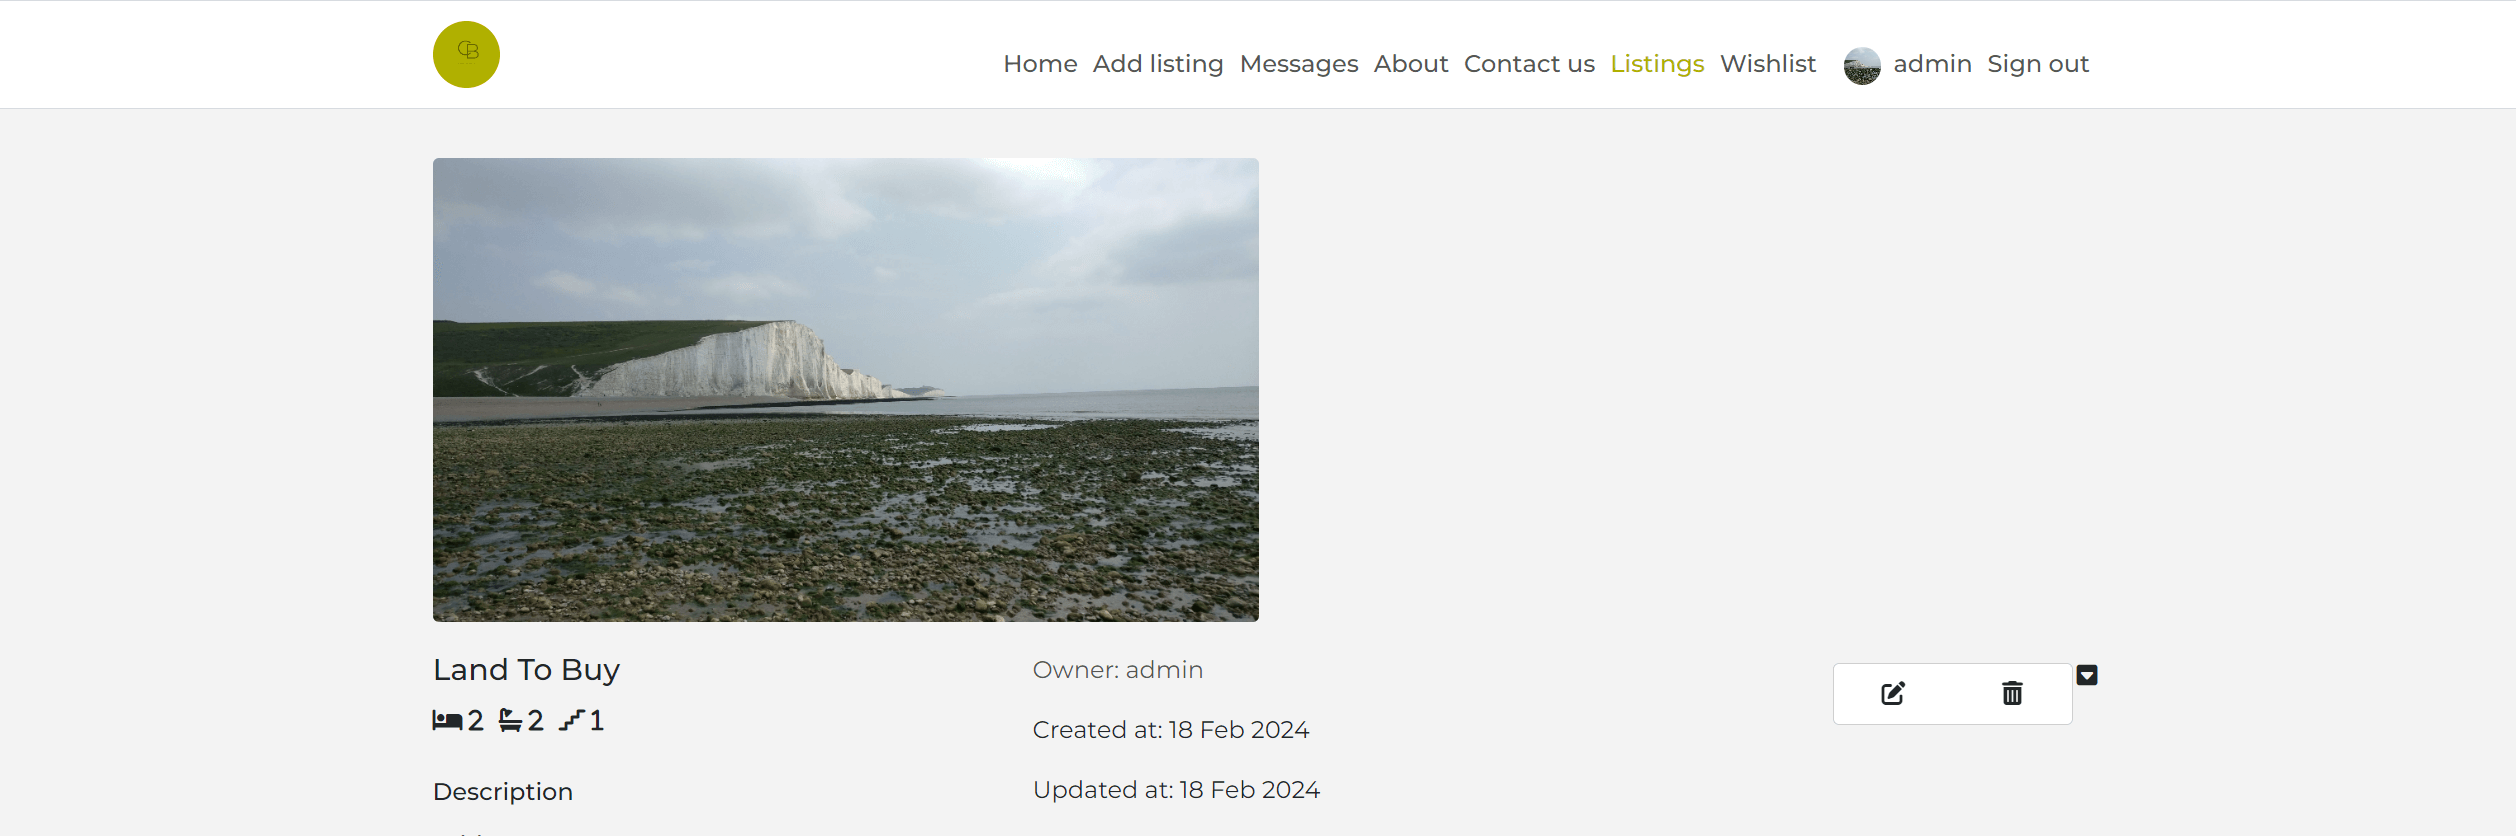 CB
Home Add listing Messages About Contact us Listings Wishlist admin Sign out
Land To Buy
2 2 1
Description
Owner: admin
Created at: 18 Feb 2024
Updated at: 18 Feb 2024